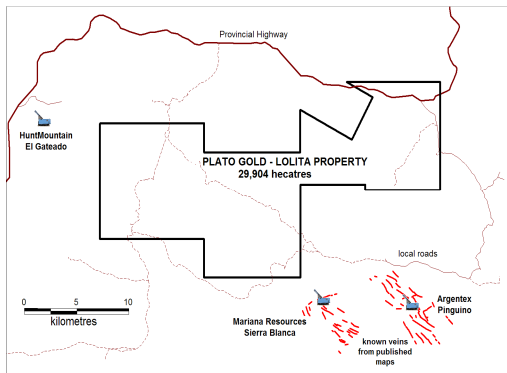 Provincial Highway
HuntMountain
El Gateado
PLATO GOLD - LOLITA PROPERTY
29,904 hecatres
local roads
0 5 10
kilometres
Mariana Resources
Sierra Blanca
Argentex
Pinguino
known veins
from published
maps